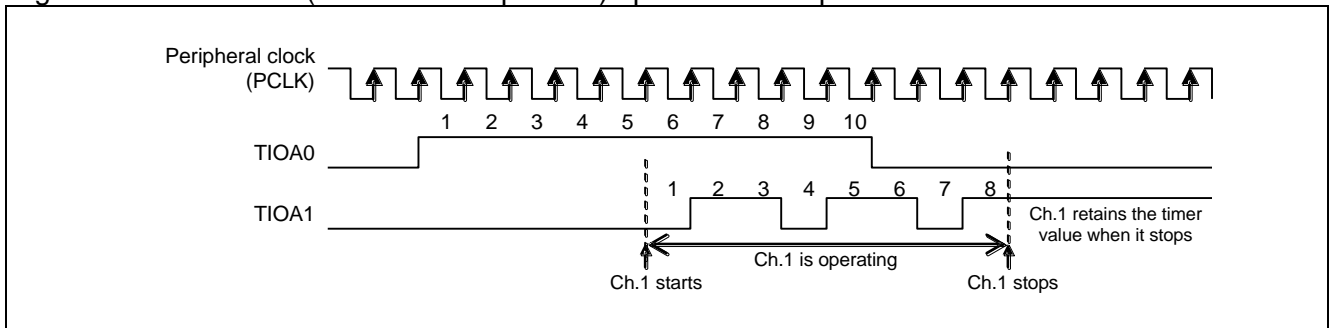 Peripheral clock
(PCLK)
1 2 3 4 5 6 7 8 9 10
TIOA0
1 2 3 4 5 6 7 8
TIOA1
Ch.1 retains the timer
value when it stops
Ch.1 is operating
Ch.1 starts
Ch.1 stops